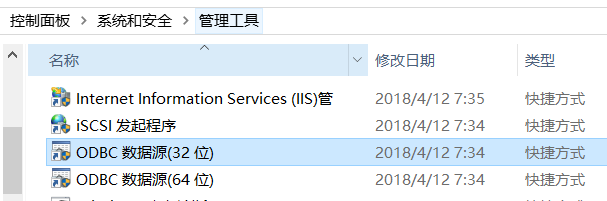 控制面板 > 系统和安全 > 管理工具
名称 修改日期 类型
Internet Information Services (IIS)管 2018/4/12 7:35 快捷方式
iSCSI 发起程序 2018/4/12 7:34 快捷方式
ODBC 数据源(32 位) 2018/4/12 7:34 快捷方式
ODBC 数据源(64 位) 2018/4/12 7:34 快捷方式